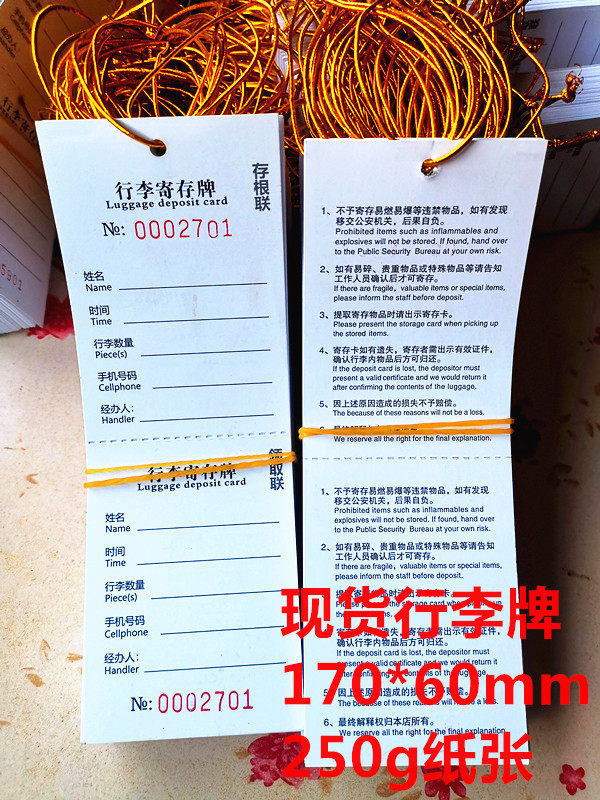 行李寄存牌
存根联
Luggage deposit card
№: 0002701
姓名
Name
时间
Time
行李数量
Piece(s)
手机号码
Cellphone
经办人:
Handler
行李寄存牌
领取联
Luggage deposit card
姓名
Name
时间
Time
行李数量
Piece(s)
手机号码
Cellphone
经办人:
Handler
№: 0002701
1、不予寄存易燃易爆等违禁物品，如有发现
移交公安机关，后果自负。
Prohibited items such as inflammables and
explosives will not be stored. If found, hand over
to the Public Security Bureau at your own risk.
2、如有易碎、贵重物品或特殊物品等请告知
工作人员确认后才可寄存。
If there are fragile, valuable items or special items,
please inform the staff before deposit.
3、提取寄存物品时请出示寄存卡。
Please present the storage card when picking up
the stored items.
4、寄存卡如有遗失，寄存者需出示有效证件，
确认行李内物品后方可归还。
If the deposit card is lost, the depositor must
present a valid certificate and we would return it
after confirming the contents of the luggage.
5、因上述原因造成的损失不予赔偿。
The because of these reasons will not be a loss.
We reserve all the right for the final explanation.
1、不予寄存易燃易爆等违禁物品，如有发现
移交公安机关，后果自负。
Prohibited items such as inflammables and
explosives will not be stored. If found, hand over
to the Public Security Bureau at your own risk.
2、如有易碎、贵重物品或特殊物品等请告知
工作人员确认后才可寄存。
If there are fragile, valuable items or special items,
please inform the staff before deposit.
If the deposit card is lost, the depositor must
5、因上述原因造成的损失不予赔偿。
6、最终解释权归本店所有。
We reserve all the right for the final explanation
现货行李牌
170*60mm
250g纸张